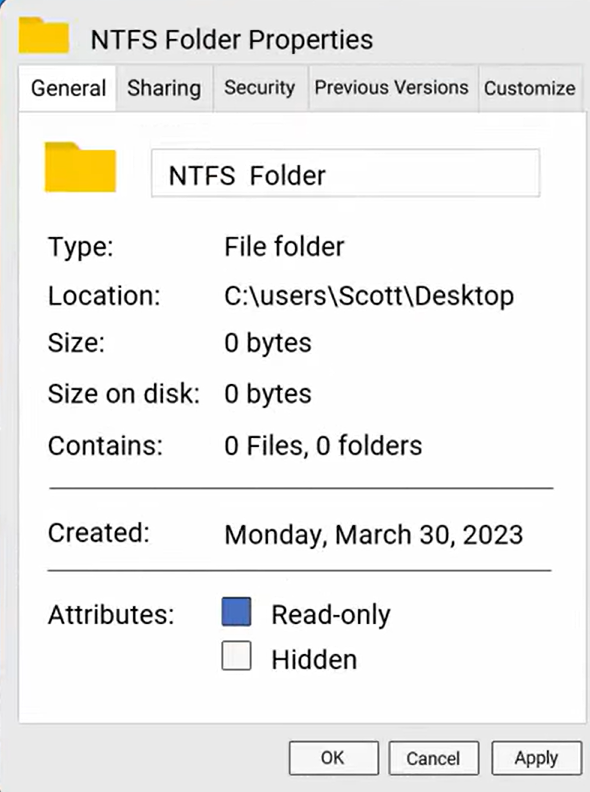 NTFS Folder Properties
General Sharing Security Previous Versions Customize
NTFS Folder
Type: File folder
Location: C:\users\Scott\Desktop
Size: 0 bytes
Size on disk: 0 bytes
Contains: 0 Files, 0 folders
Created: Monday, March 30, 2023
Attributes: Read-only
Hidden
OK Cancel Apply